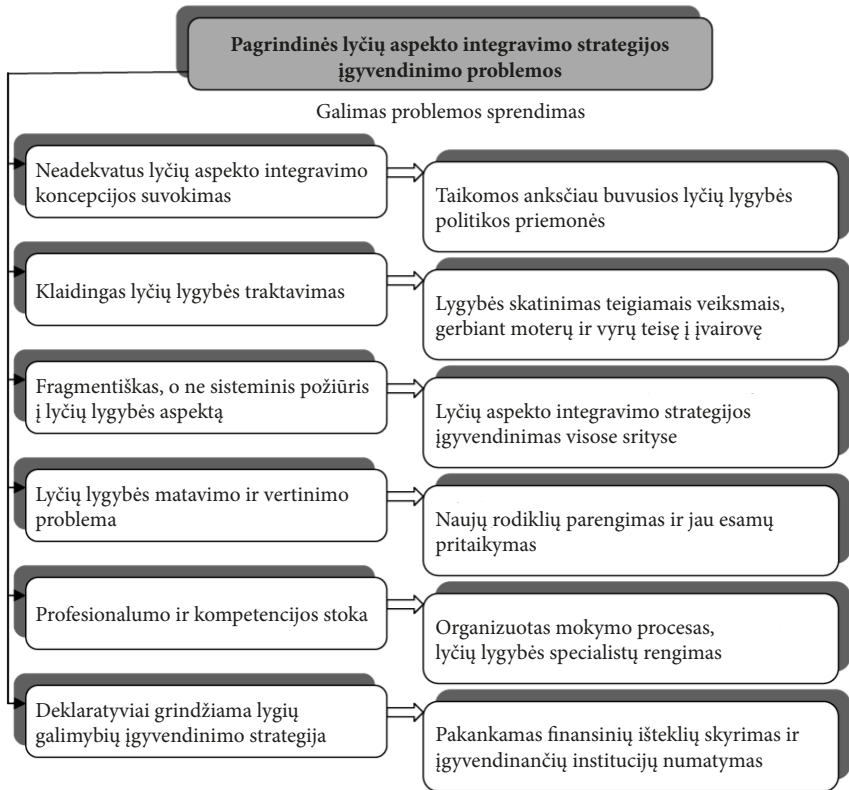 Pagrindinės lyčių aspekto integravimo strategijos
įgyvendinimo problemos
Galimas problemos sprendimas
Neadekvatus lyčių aspekto integravimo
koncepcijos suvokimas
Taikomos anksčiau buvusios lyčių lygybės
politikos priemonės
Klaidingas lyčių lygybės traktavimas
Lygybės skatinimas teigiamais veiksmais,
gerbiant moterų ir vyrų teisę į įvairovę
Fragmentiškas, o ne sisteminis požiūris
į lyčių lygybės aspektą
Lyčių aspekto integravimo strategijos
įgyvendinimas visose srityse
Lyčių lygybės matavimo ir vertinimo
problema
Naujų rodiklių parengimas ir jau esamų
pritaikymas
Profesionalumo ir kompetencijos stoka
Organizuotas mokymo procesas,
lyčių lygybės specialistų rengimas
Deklaratyviai grindžiama lygių
galimybių įgyvendinimo strategija
Pakankamas finansinių išteklių skyrimas ir
įgyvendinančių institucijų numatymas